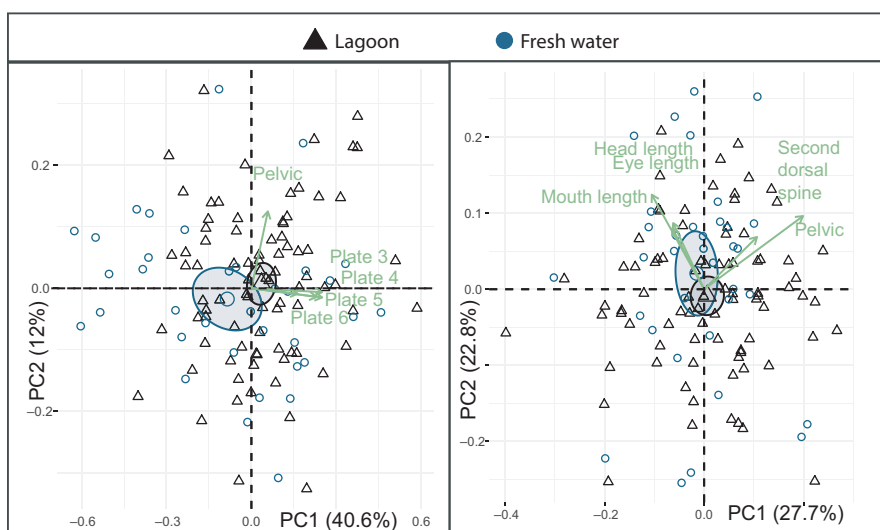 Lagoon Fresh water
Pelvic
Plate 3
Plate 4
Plate 5
Plate 6
0.2
0.0
−0.2
PC2 (12%)
−0.6 −0.3 0.0 0.6
PC1 (40.6%)
Head length
Eye length
Mouth length
Second
dorsal
spine
Pelvic
0.2
0.1
0.0
−0.2
PC2 (22.8%)
−0.4 −0.2 0.0
PC1 (27.7%)